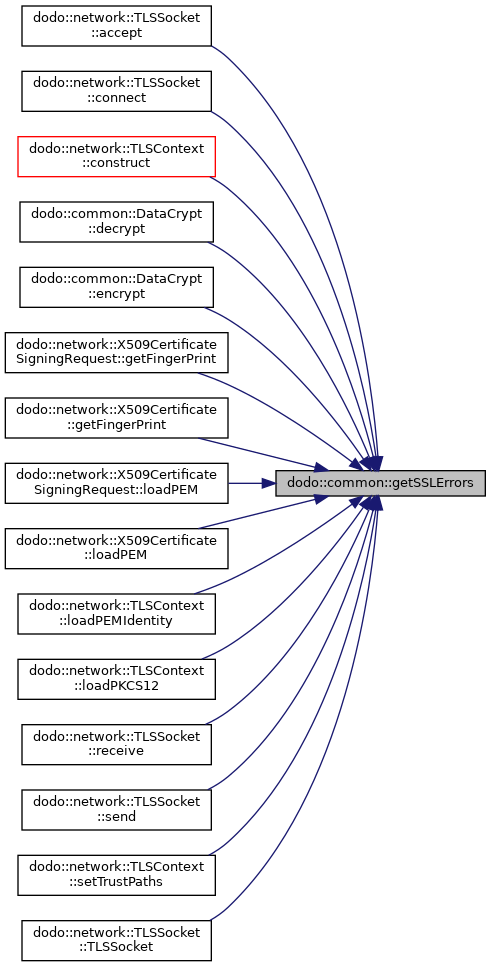 dodo::network::TLSSocket
::accept
dodo::network::TLSSocket
::connect
dodo::network::TLSContext
::construct
dodo::common::DataCrypt
::decrypt
dodo::common::DataCrypt
::encrypt
dodo::network::X509Certificate
SigningRequest::getFingerPrint
dodo::network::X509Certificate
::getFingerPrint
dodo::network::X509Certificate
SigningRequest::loadPEM
dodo::common::getSSLErrors
dodo::network::X509Certificate
::loadPEM
dodo::network::TLSContext
::loadPEMIdentity
dodo::network::TLSContext
::loadPKCS12
dodo::network::TLSSocket
::receive
dodo::network::TLSSocket
::send
dodo::network::TLSContext
::setTrustPaths
dodo::network::TLSSocket
::TLSSocket